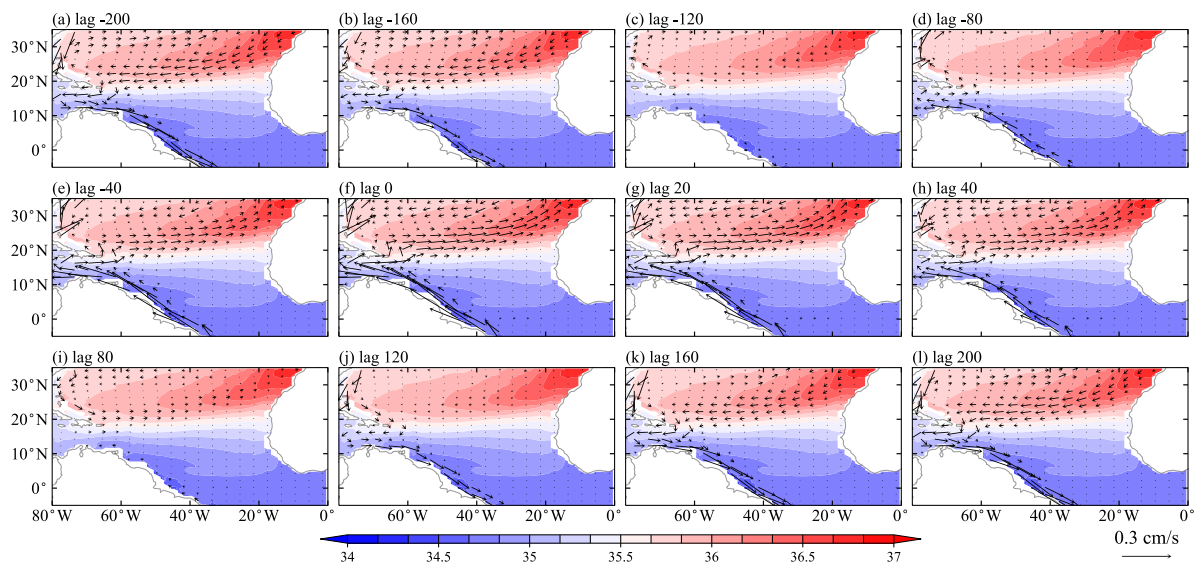 (a) lag -200 (b) lag -160 (c) lag -120 (d) lag -80
30°N
20°N
10°N
0°
(e) lag -40 (f) lag 0 (g) lag 20 (h) lag 40
30°N
20°N
10°N
0°
(i) lag 80 (j) lag 120 (k) lag 160 (l) lag 200
30°N
20°N
10°N
0°
80°W 60°W 40°W 20°W 0° 60°W 40°W 20°W 0° 60°W 40°W 20°W 0° 60°W 40°W 20°W 0°
34 34.5 35 35.5 36 36.5 37
0.3 cm/s